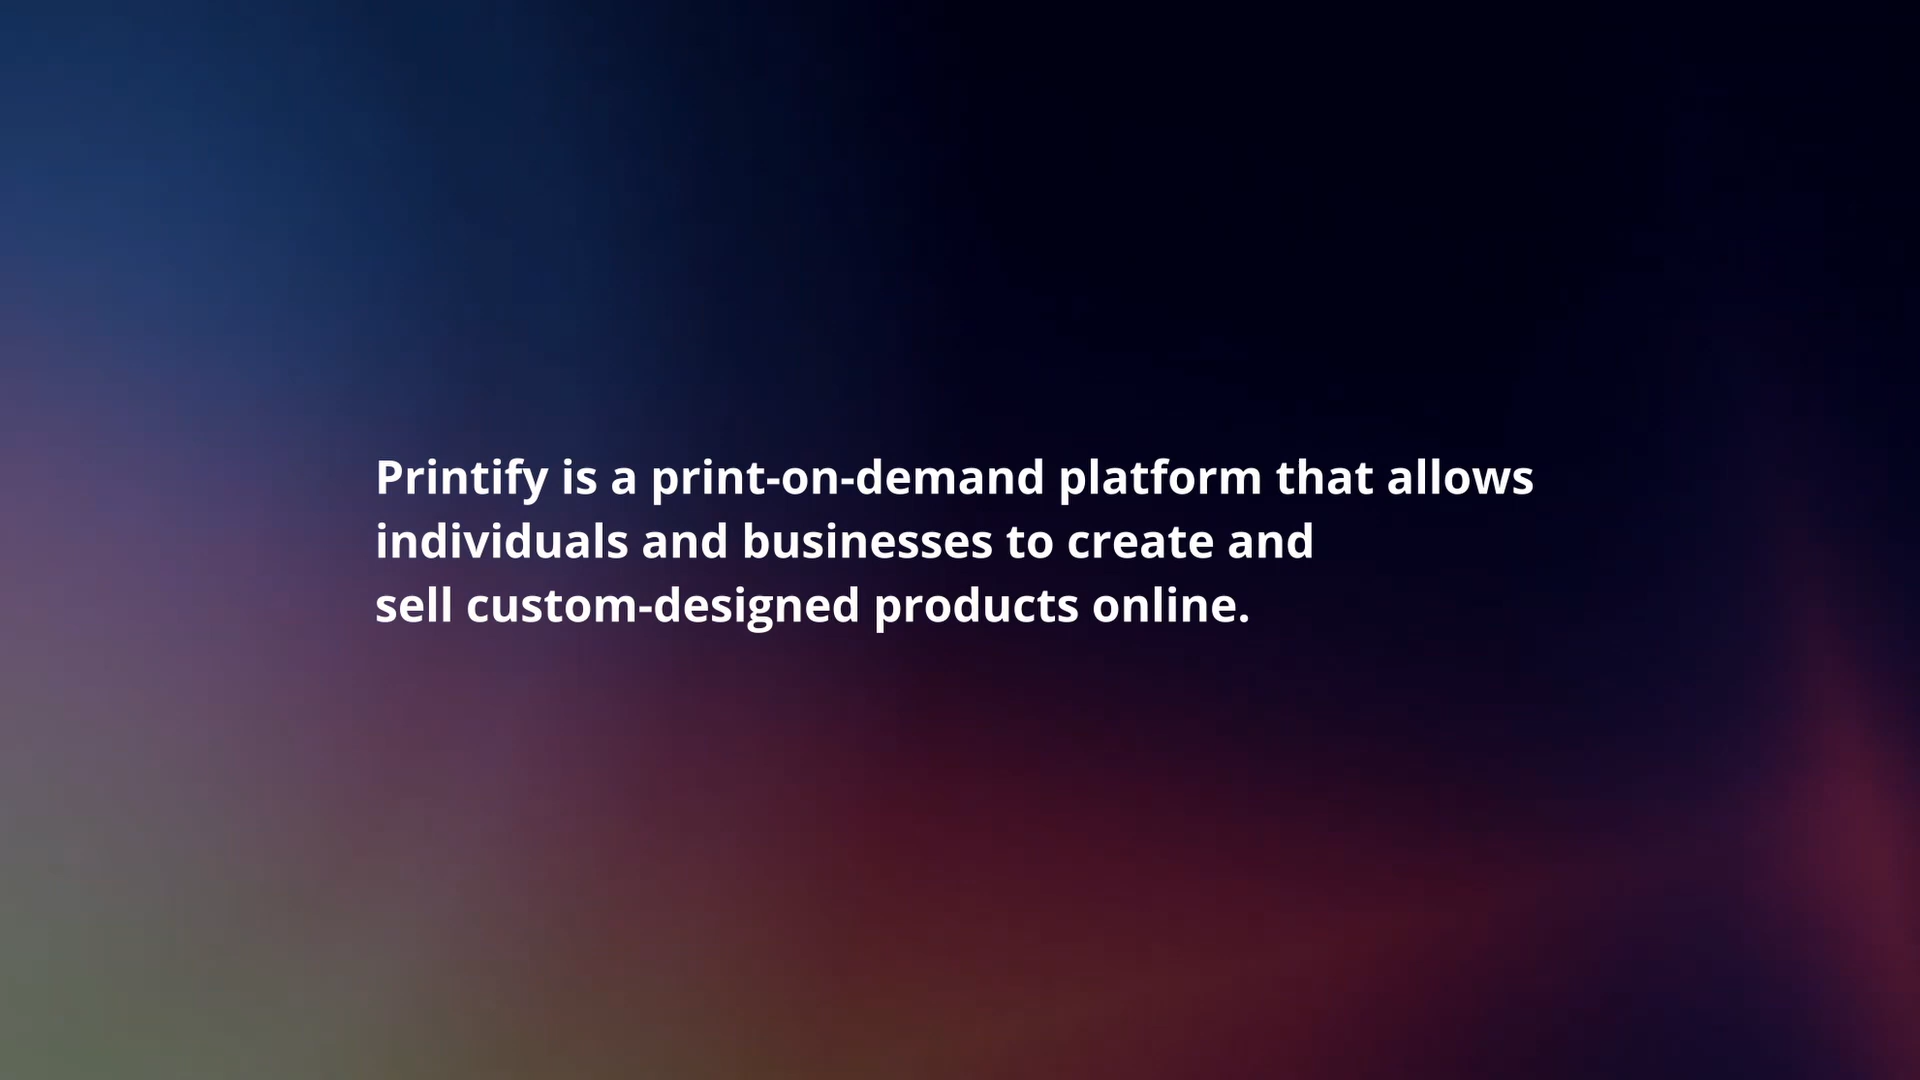 Printify is a print-on-demand platform that allows
individuals and businesses to create and
sell custom-designed products online.